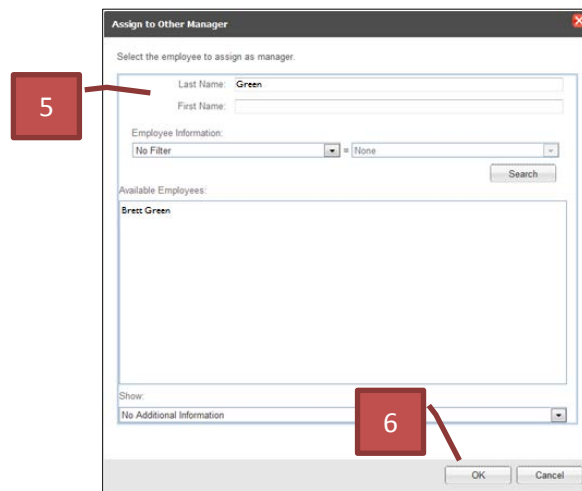 Assign to Other Manager
Select the employee to assign as manager.
5
Last Name: Green
First Name:
Employee Information:
No Filter = None
Search
Available Employees:
Brett Green
Show:
No Additional Information
6
OK Cancel